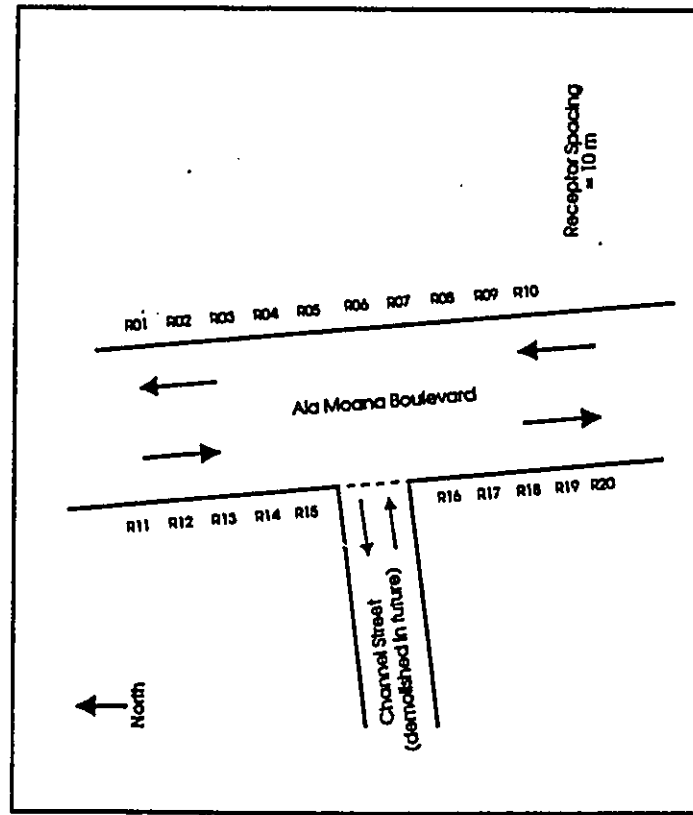 Receptor Spacing
= 10 m
R01
R02
R03
R04
R05
R06
R07
R08
R09
R10
Ala Moana Boulevard
R11
R12
R13
R14
R15
R16
R17
R18
R19
R20
Channel Street
(demolished in future)
North